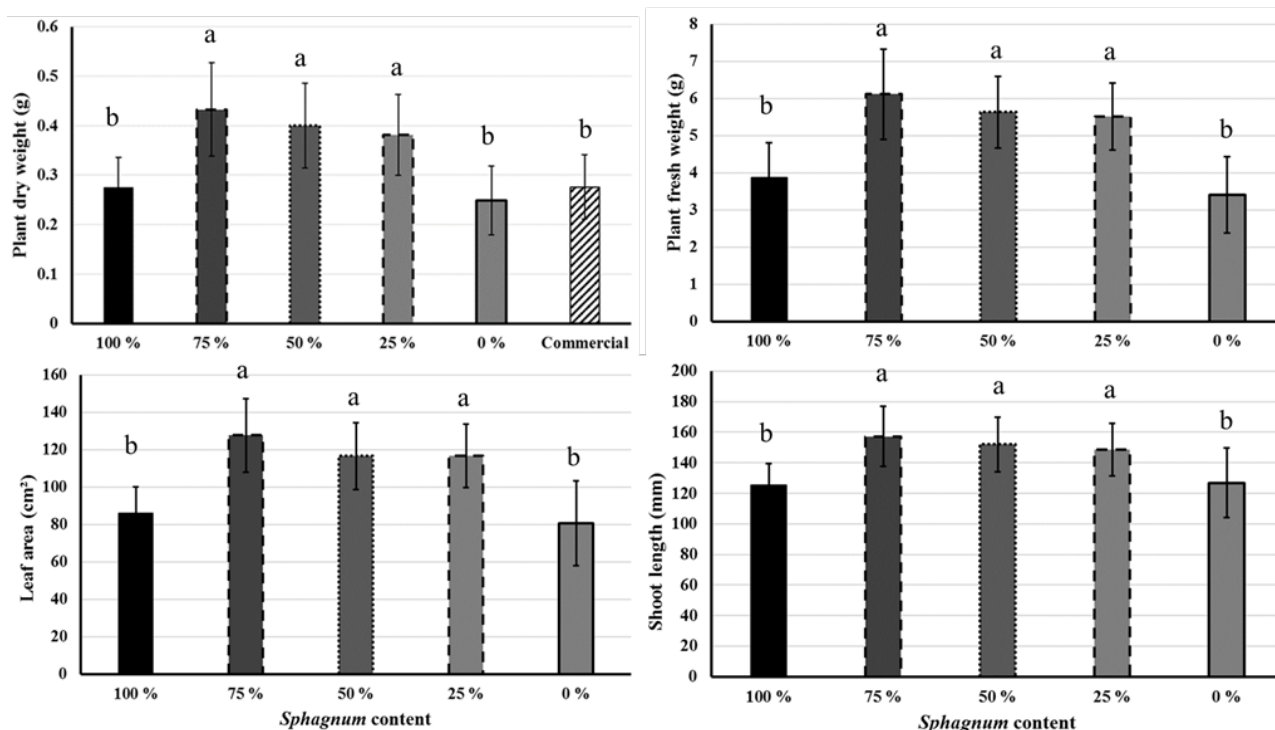 Plant dry weight (g)
0.6
0.5
0.4
0.3
0.2
0.1
0
b
a
a
a
b
b
100 %
75 %
50 %
25 %
0 %
Commercial
Plant fresh weight (g)
8
7
6
5
4
3
2
1
0
b
a
a
a
b
100 %
75 %
50 %
25 %
0 %
Leaf area (cm²)
160
140
120
100
80
60
40
20
0
b
a
a
a
b
100 %
75 %
50 %
25 %
0 %
Sphagnum content
Shoot length (mm)
200
180
160
140
120
100
80
60
40
20
0
b
a
a
a
b
100 %
75 %
50 %
25 %
0 %
Sphagnum content